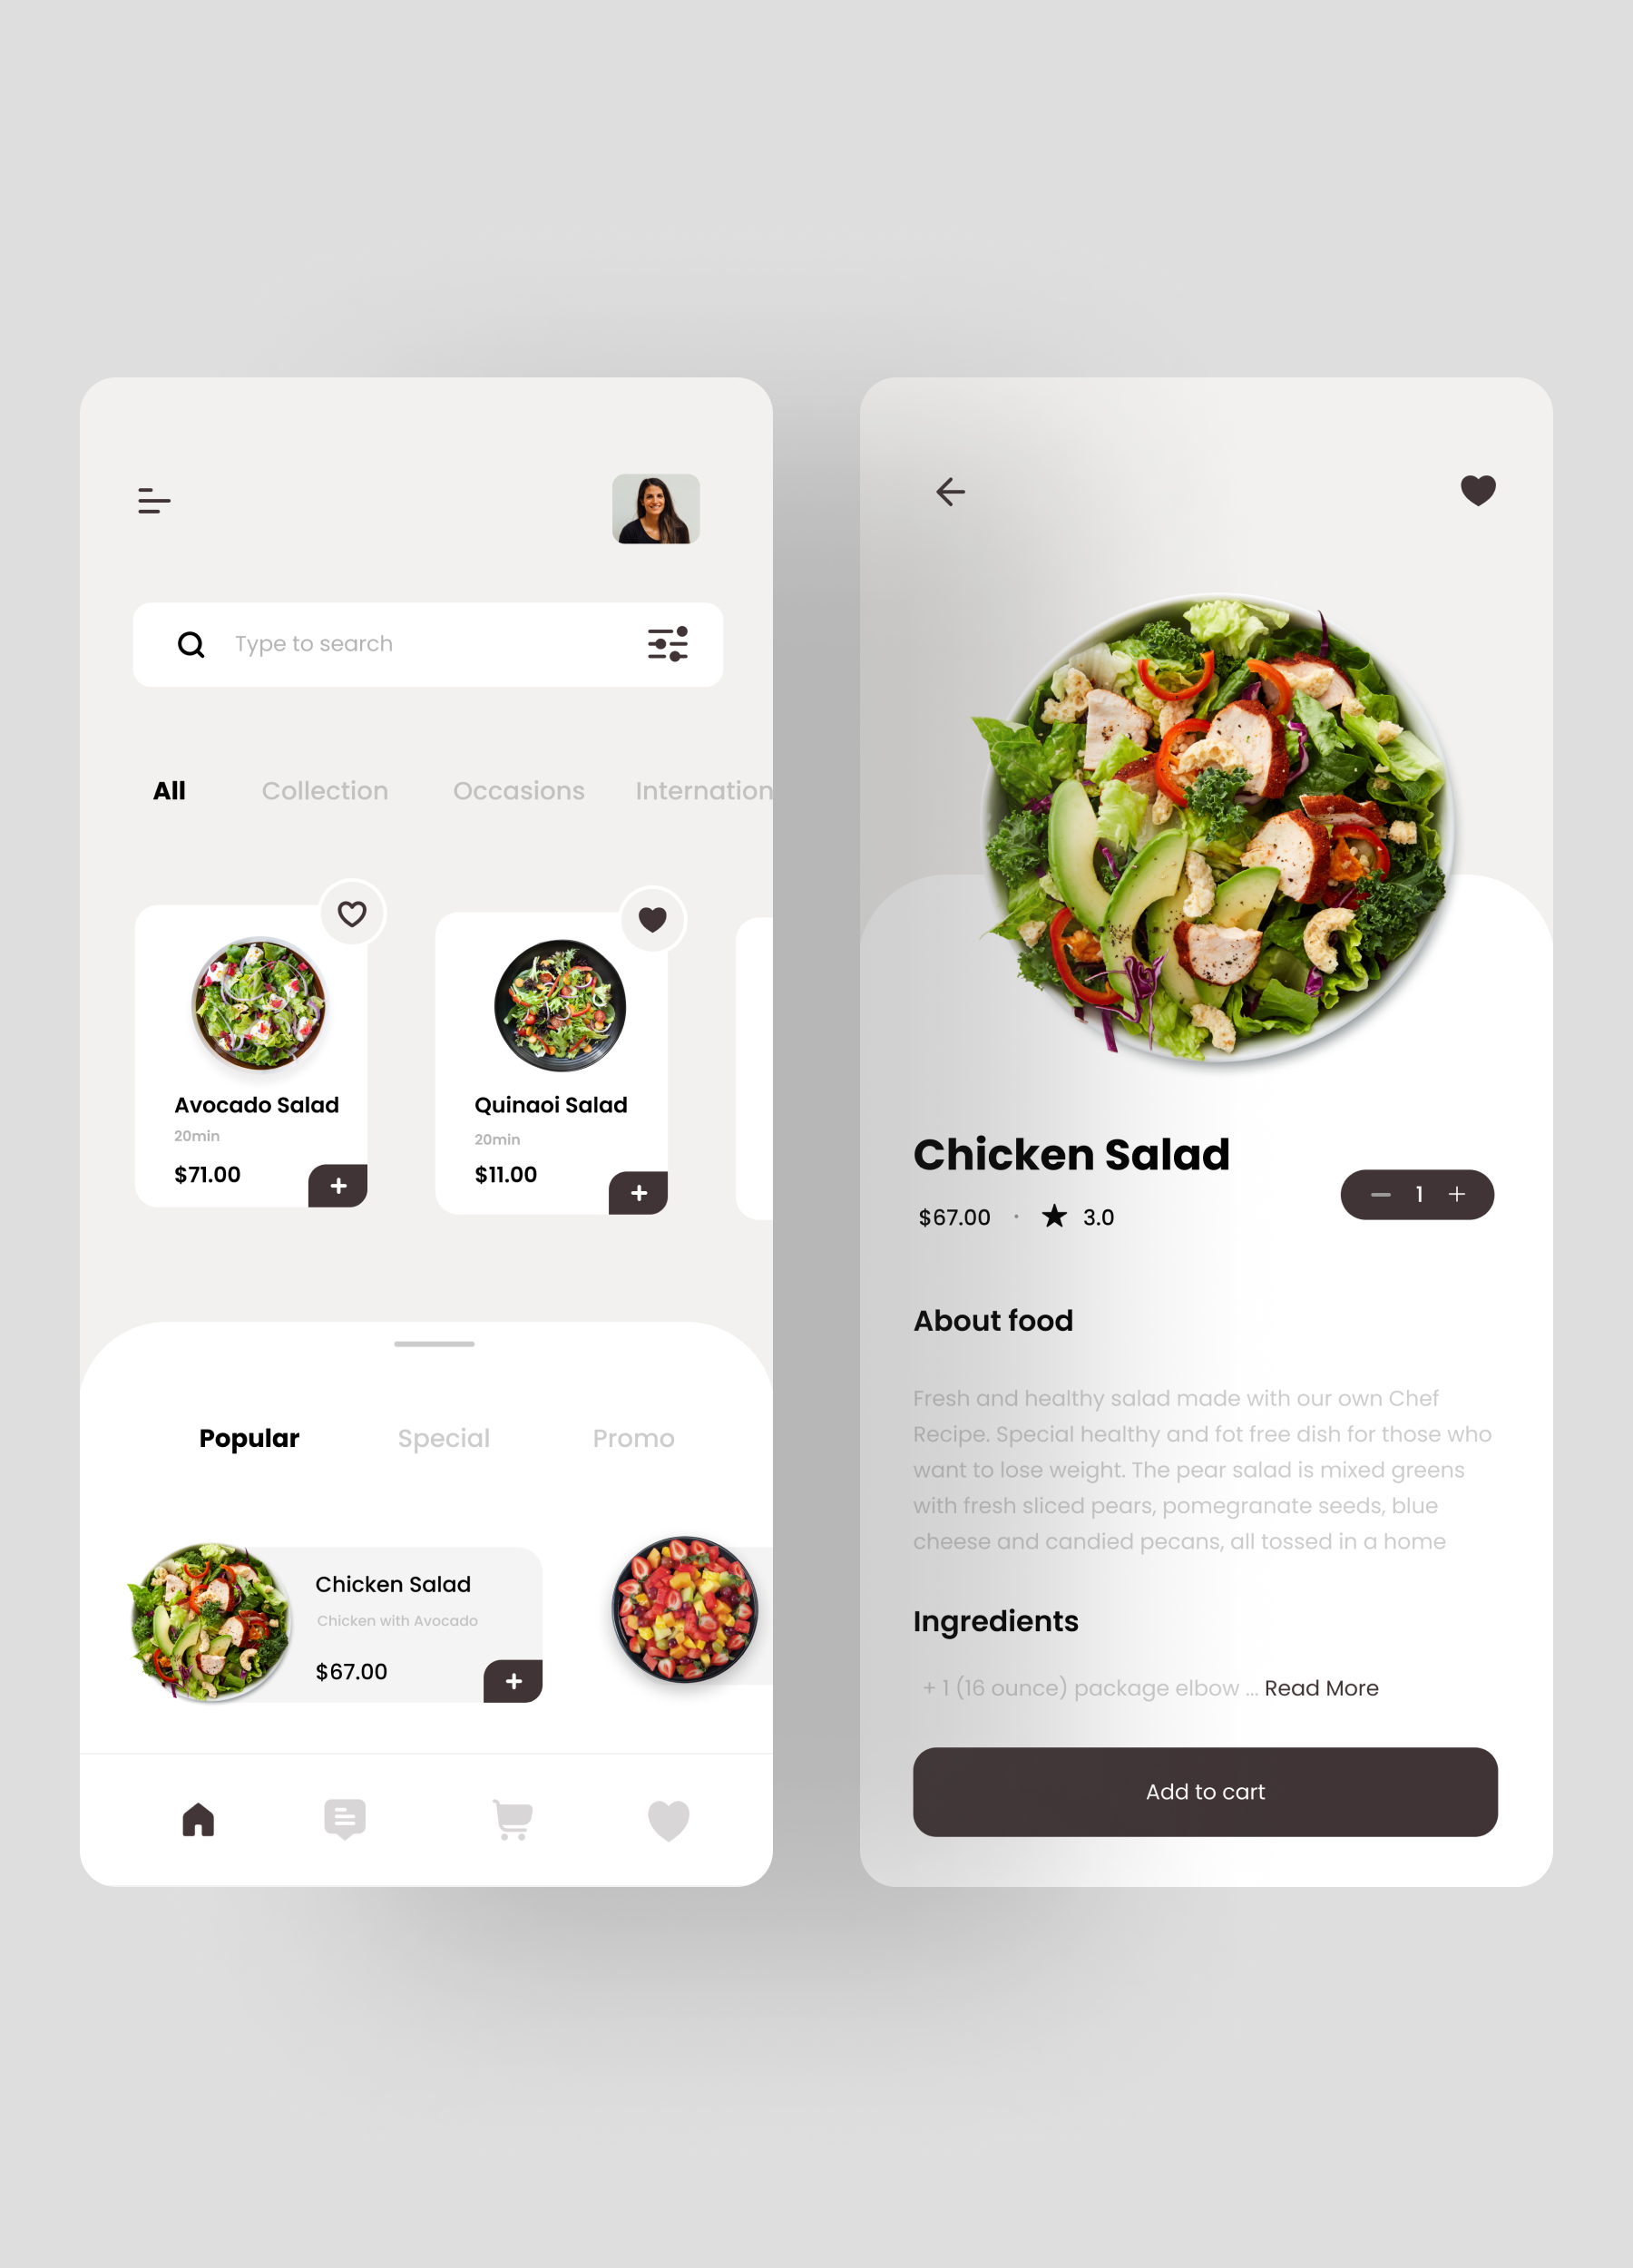 Type to search
All Collection Occasions Internation
Avocado Salad
20min
$71.00
Quinaoi Salad
20min
$11.00
Popular Special Promo
Chicken Salad
Chicken with Avocado
$67.00
Chicken Salad
$67.00 · 3.0
1
About food
Fresh and healthy salad made with our own Chef
Recipe. Special healthy and fot free dish for those who
want to lose weight. The pear salad is mixed greens
with fresh sliced pears, pomegranate seeds, blue
cheese and candied pecans, all tossed in a home
Ingredients
+ 1 (16 ounce) package elbow ... Read More
Add to cart